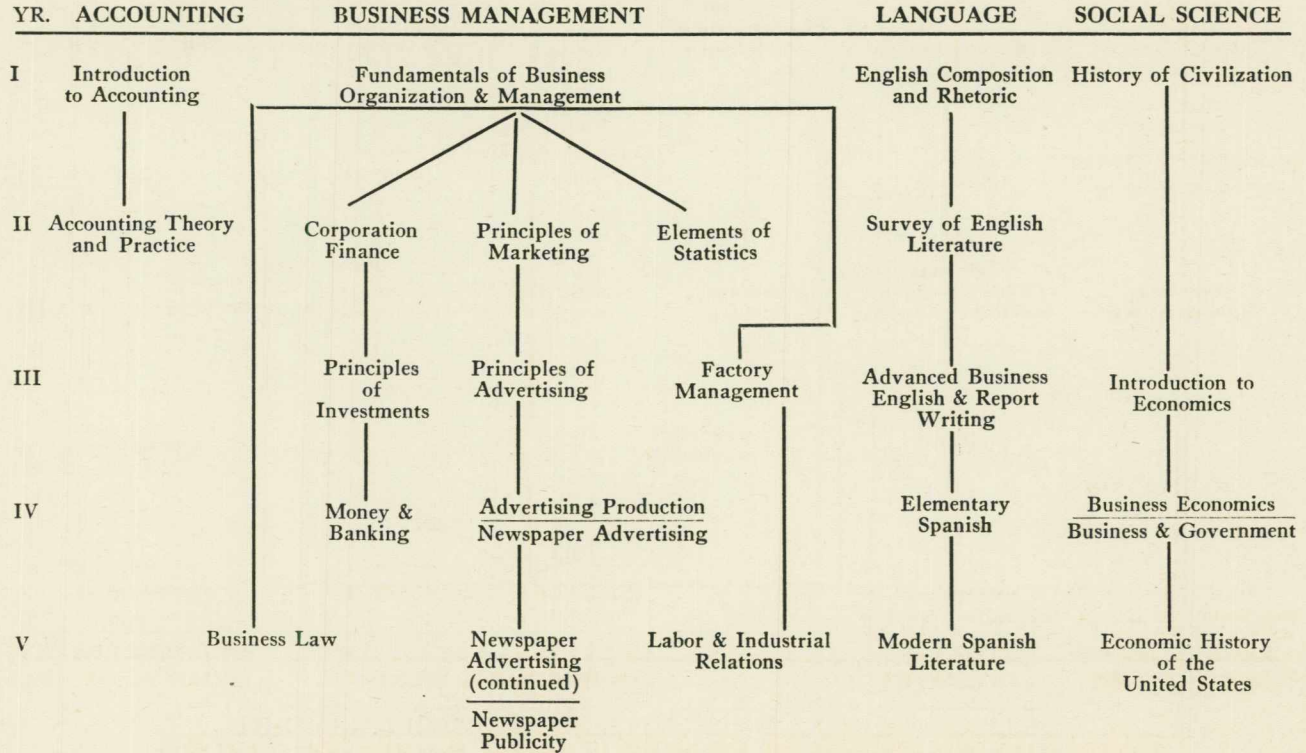 YR. ACCOUNTING BUSINESS MANAGEMENT LANGUAGE SOCIAL SCIENCE
I
Introduction
to Accounting
Fundamentals of Business
Organization & Management
English Composition
and Rhetoric
History of Civilization
II
Accounting Theory
and Practice
Corporation
Finance
Principles of
Marketing
Elements of
Statistics
Survey of English
Literature
III
Principles
of
Investments
Principles of
Advertising
Factory
Management
Advanced Business
English & Report
Writing
Introduction to
Economics
IV
Money &
Banking
Advertising Production
Newspaper Advertising
Elementary
Spanish
Business Economics
Business & Government
V
Business Law
Newspaper
Advertising
(continued)
Newspaper
Publicity
Labor & Industrial
Relations
Modern Spanish
Literature
Economic History
of the
United States